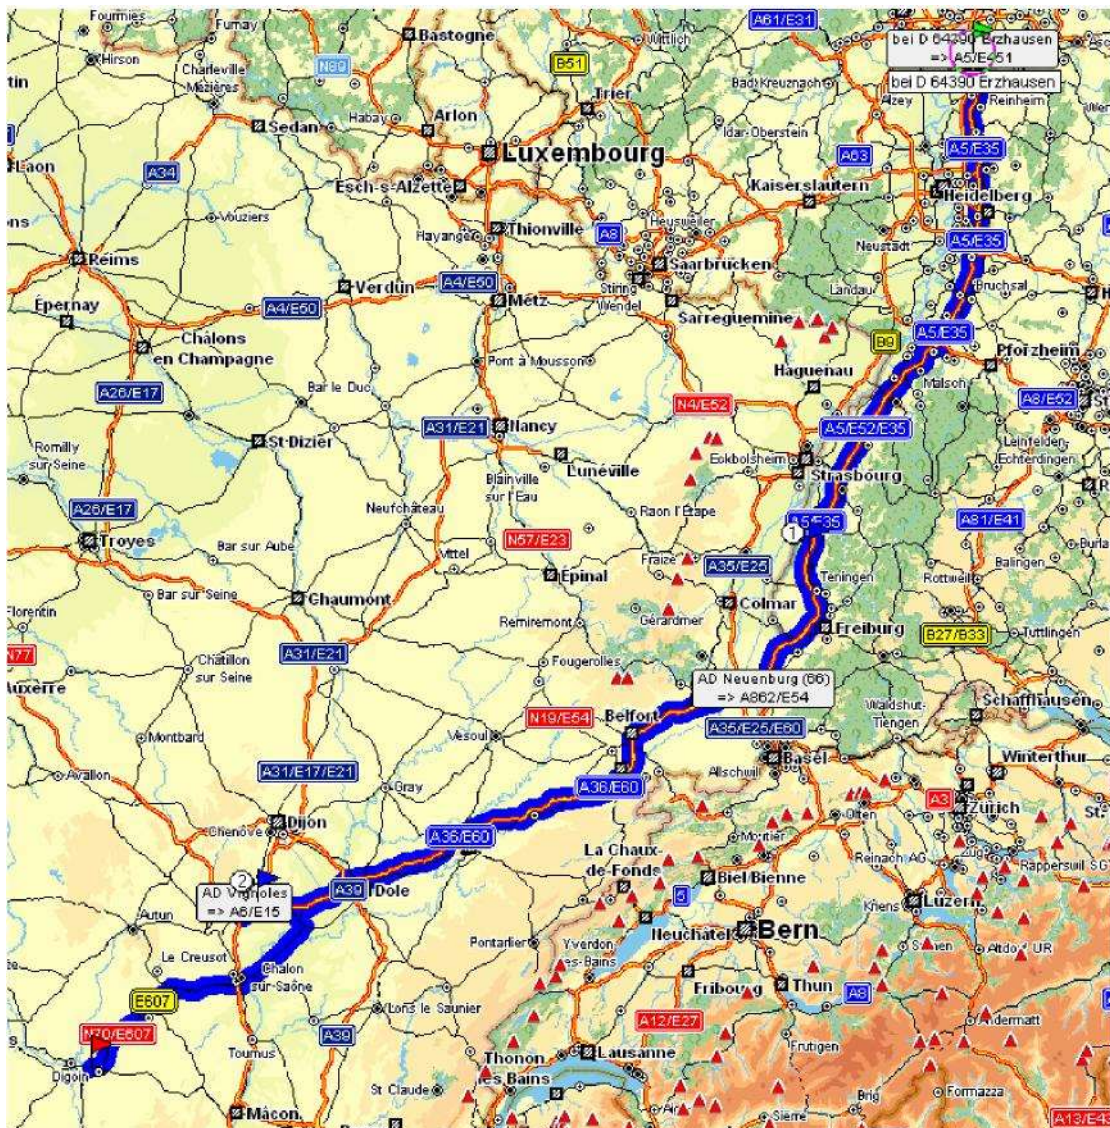 Fourmies
Fumay
Bastogne
B51
Wittlich
A61/E31
bei D 64390 Erzhausen
=> A5/E451
bei D 64390 Erzhausen
Hirson
Charleville
Mézières
N89
Trier
Bad Kreuznach
Alzey
Reinheim
Laon
Sedan
Habay
Arlon
Idar-Oberstein
A34
Luxembourg
A63
A5/E35
Esch-s-Alzette
Kaiserslautern
Heidelberg
Vouziers
Hayange
Thionville
A8
Heusweiler
Neustadt
A5/E35
Reims
Saarbrücken
A4/E50
Verdun
A4/E50
Metz
Stiring
Wendel
Landau
Bruchsal
Épernay
Sarreguemine
A5/E35
Châlons
en Champagne
Pont à Mousson
B9
Pforzheim
Haguenau
Malsch
A26/E17
Bar le Duc
N4/E52
A8/E52
A31/E21
Nancy
A5/E52/E35
Romilly
sur-Seine
St-Dizier
Lunéville
Eckbolsheim
Strasbourg
Leinfelden-
Echterdingen
Blainville
sur l'Eau
A26/E17
Neufchâteau
Raon l'Étape
A5/E35
A81/E41
1
Troyes
Bar sur Aube
Vittel
N57/E23
Fraize
A35/E25
Balingen
Épinal
Teningen
Rottweil
Bar sur Seine
Chaumont
Colmar
Florentin
Remiremont
Gérardmer
Freiburg
B27/B33
Tuttlingen
N77
A31/E21
Châtillon
sur Seine
Fougerolles
AD Neuenburg (66)
=> A862/E54
Auxerre
Waldshut-
Tiengen
Schaffhausen
N19/E54
Belfort
A35/E25/E60
Montbard
Vesoul
Basel
Winterthur
Avallon
A31/E17/E21
Allschwil
Gray
A36/E60
A3
Zürich
Dijon
Chenôve
A36/E60
Olten
Moutier
La Chaux-
de-Fonds
Reinach AG
Rapperswil SG
2
AD Vignoles
=> A6/E15
A39
Dole
Biel/Bienne
5
Kriens
Luzern
Autun
Pontarlier
Neuchâtel
Bern
Altdorf UR
Le Creusot
Yverdon
-les-Bains
Chalon
sur-Saône
Fribourg
Thun
A8
E607
Lons le Saunier
Andermatt
N70/E607
A39
A12/E27
Frutigen
Digoin
Tournus
Thonon
-les Bains
Lausanne
St Claude
Brig
Formazza
Mâcon
Sierre